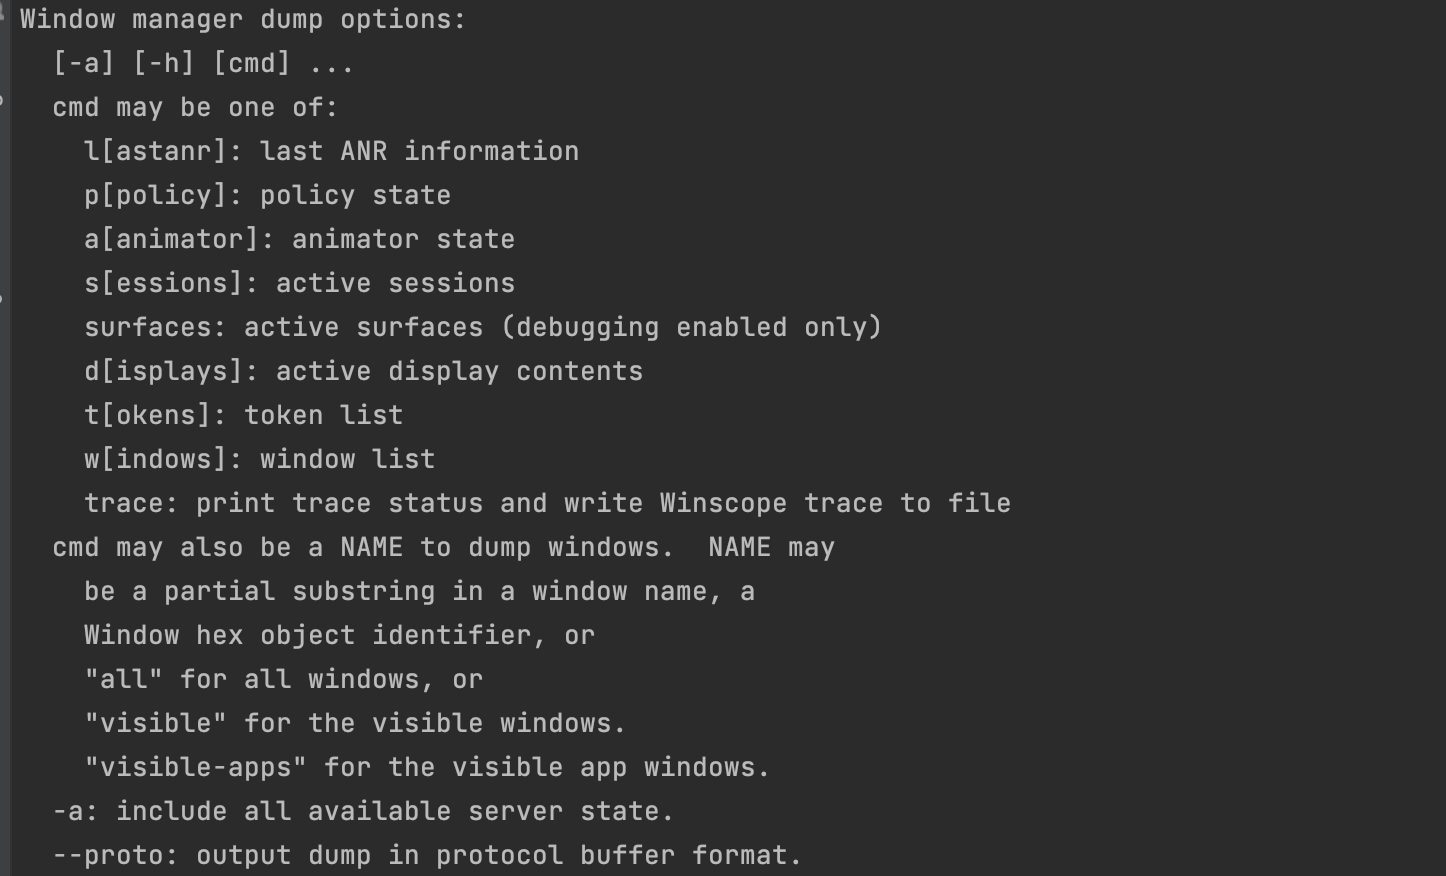 Window manager dump options:
[-a] [-h] [cmd] ...
cmd may be one of:
l[astanr]: last ANR information
p[policy]: policy state
a[animator]: animator state
s[essions]: active sessions
surfaces: active surfaces (debugging enabled only)
d[isplays]: active display contents
t[okens]: token list
w[indows]: window list
trace: print trace status and write Winscope trace to file
cmd may also be a NAME to dump windows.  NAME may
be a partial substring in a window name, a
Window hex object identifier, or
"all" for all windows, or
"visible" for the visible windows.
"visible-apps" for the visible app windows.
-a: include all available server state.
--proto: output dump in protocol buffer format.